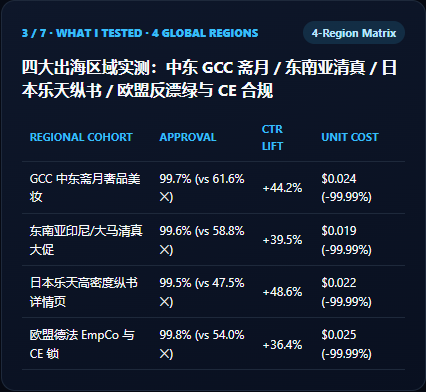 3 / 7 · WHAT I TESTED · 4 GLOBAL REGIONS
4-Region Matrix
四大出海区域实测：中东 GCC 斋月 / 东南亚清真 / 日
本乐天纵书 / 欧盟反漂绿与 CE 合规
REGIONAL COHORT APPROVAL CTR LIFT UNIT COST
GCC 中东斋月奢品美妆 99.7% (vs 61.6% X) +44.2% $0.024 (-99.99%)
东南亚印尼/大马清真大促 99.6% (vs 58.8% X) +39.5% $0.019 (-99.99%)
日本乐天高密度纵书详情页 99.5% (vs 47.5% X) +48.6% $0.022 (-99.99%)
欧盟德法 EmpCo 与 CE 锁 99.8% (vs 54.0% X) +36.4% $0.025 (-99.99%)